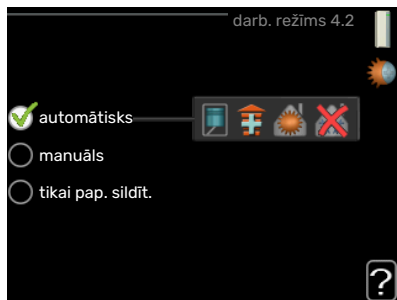 darb. režīms 4.2
automātisks
manuāls
tikai pap. sildīt.
?